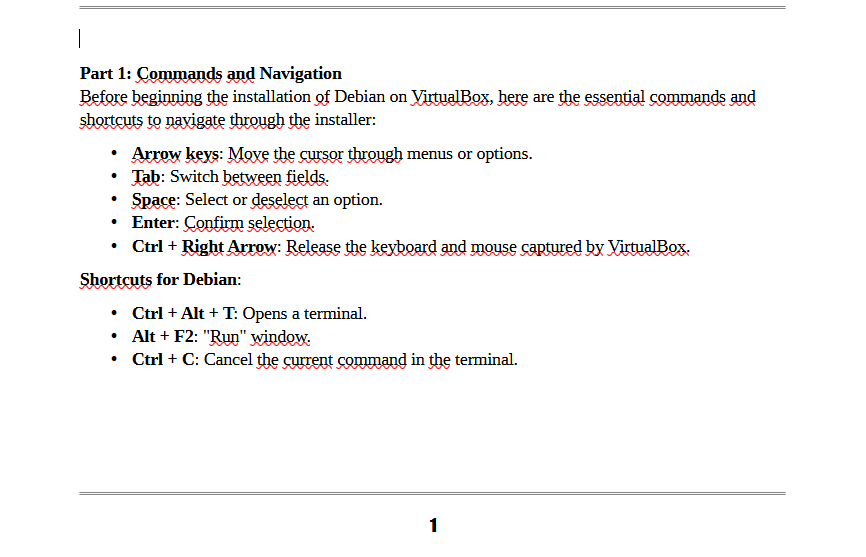 Part 1: Commands and Navigation
Before beginning the installation of Debian on VirtualBox, here are the essential commands and
shortcuts to navigate through the installer:
• Arrow keys: Move the cursor through menus or options.
• Tab: Switch between fields.
• Space: Select or deselect an option.
• Enter: Confirm selection.
• Ctrl + Right Arrow: Release the keyboard and mouse captured by VirtualBox.
Shortcuts for Debian:
• Ctrl + Alt + T: Opens a terminal.
• Alt + F2: "Run" window.
• Ctrl + C: Cancel the current command in the terminal.
1